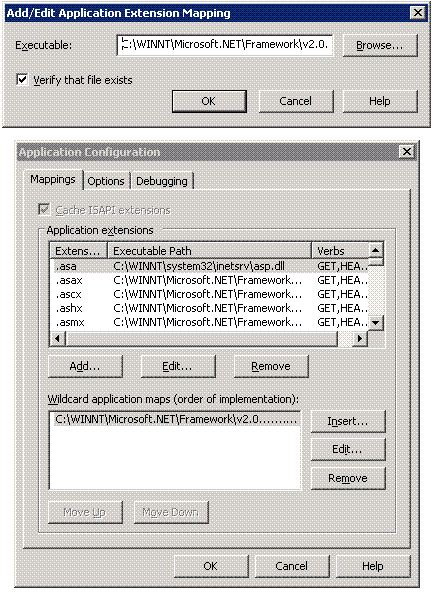 Add/Edit Application Extension Mapping
Executable: C:\WINNT\Microsoft.NET\Framework\v2.0. Browse...
Verify that file exists
OK Cancel Help
Application Configuration
Mappings Options Debugging
Cache ISAPI extensions
Application extensions
Extens... Executable Path Verbs
.asa C:\WINNT\system32\inetsrv\asp.dll GET,HEA..
.asax C:\WINNT\Microsoft.NET\Framework... GET,HEA..
.ascx C:\WINNT\Microsoft.NET\Framework... GET,HEA..
.ashx C:\WINNT\Microsoft.NET\Framework... GET,HEA..
.asmx C:\WINNT\Microsoft.NET\Framework... GET,HEA..
Add... Edit... Remove
Wildcard application maps (order of implementation):
C:\WINNT\Microsoft.NET\Framework\v2.0.......... Insert...
Edit...
Remove
Move Up Move Down
OK Cancel Help